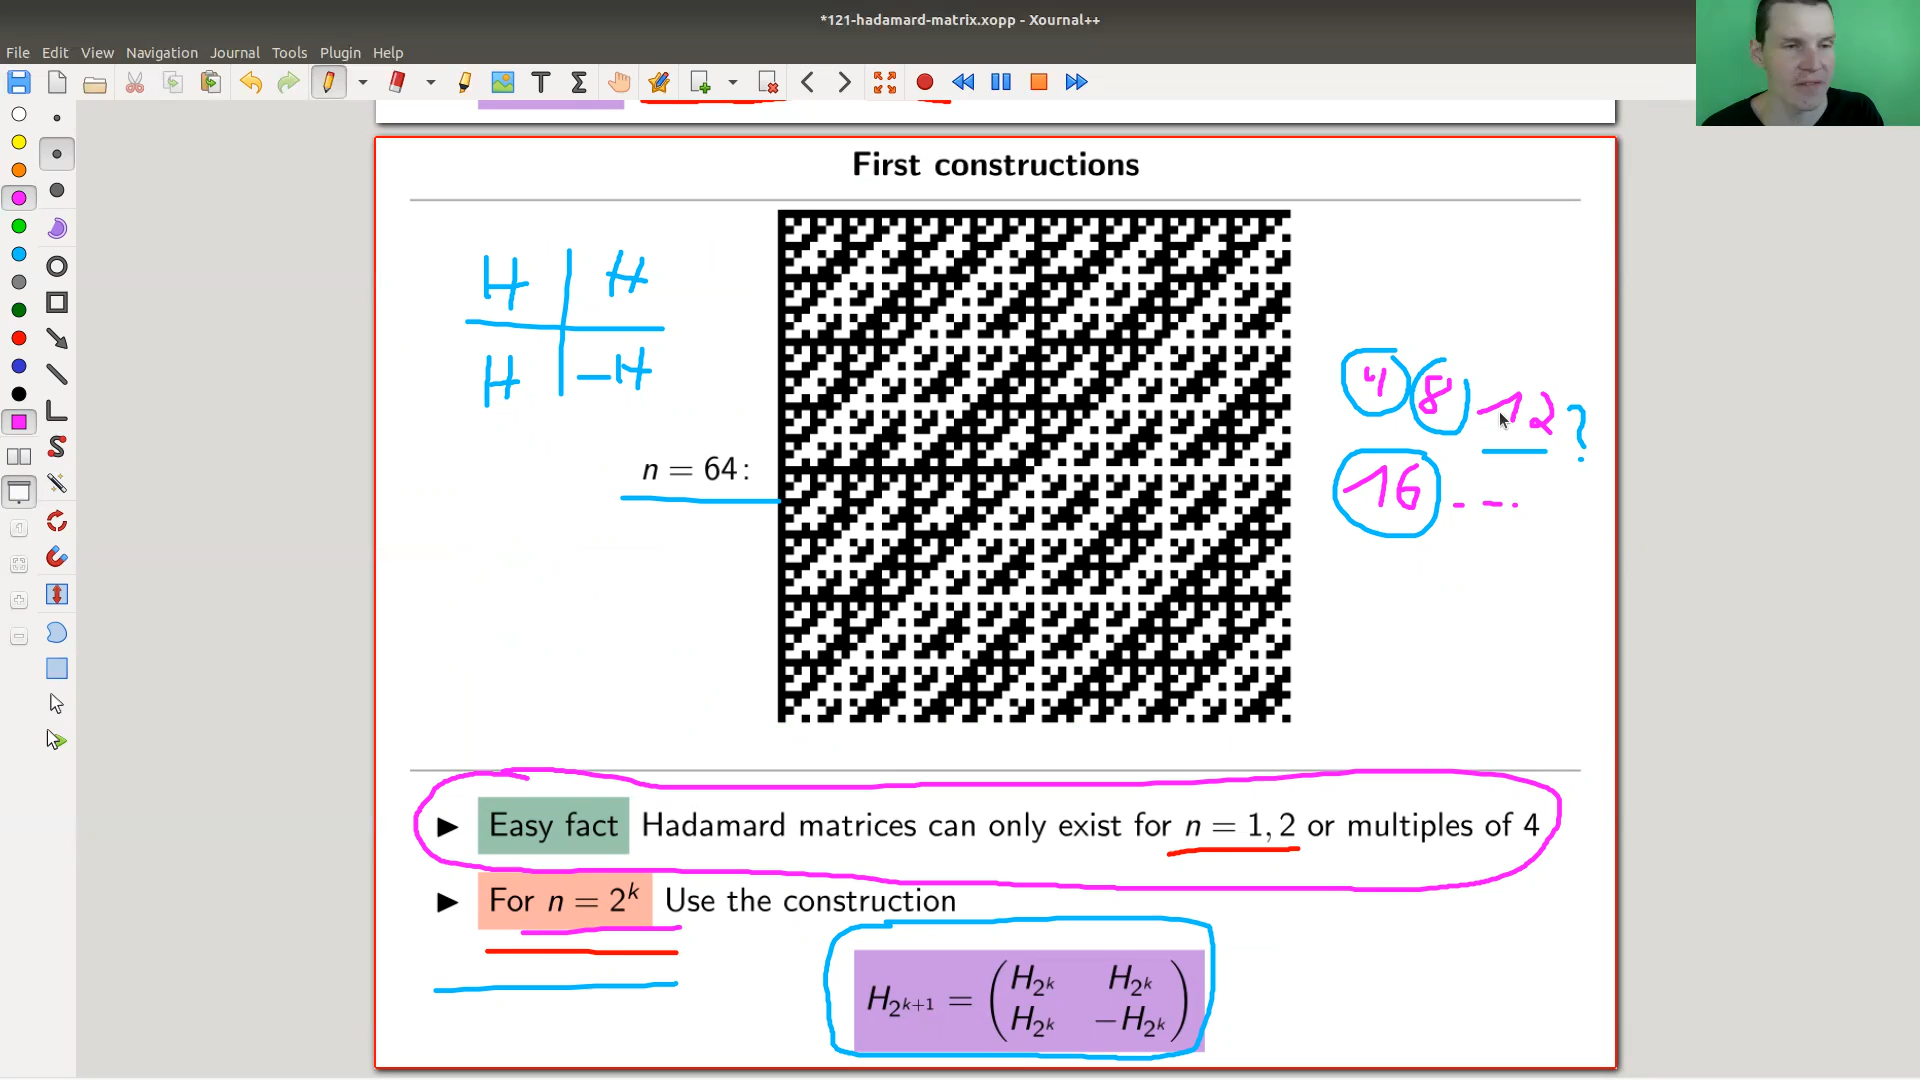 *121-hadamard-matrix.xopp - Xournal++
File Edit View Navigation Journal Tools Plugin Help
First constructions
H H
H -H
n = 64:
4 8 12 ?
16 ---
▶ Easy fact Hadamard matrices can only exist for n = 1, 2 or multiples of 4
▶ For n = 2^k Use the construction
H_{2^{k+1}} = ( H_{2^k} H_{2^k}
H_{2^k} −H_{2^k} )